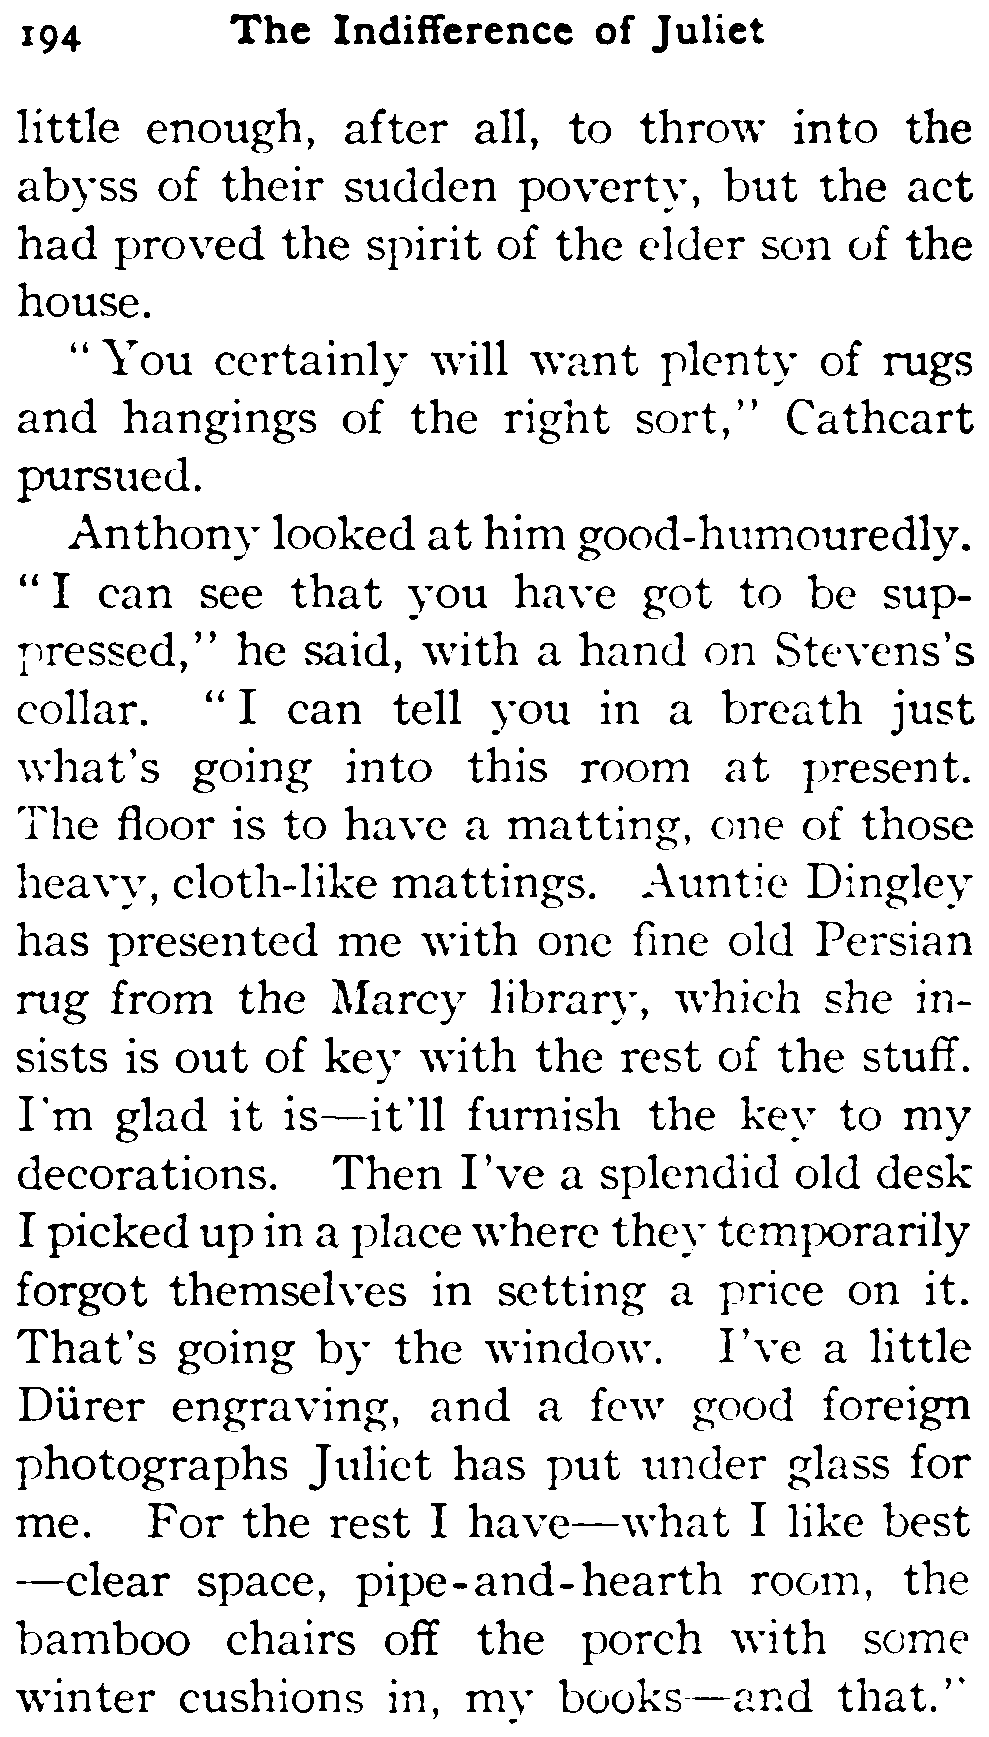 194 The Indifference of Juliet
little enough, after all, to throw into the
abyss of their sudden poverty, but the act
had proved the spirit of the elder son of the
house.
"You certainly will want plenty of rugs
and hangings of the right sort," Cathcart
pursued.
Anthony looked at him good-humouredly.
"I can see that you have got to be sup-
pressed," he said, with a hand on Stevens's
collar. "I can tell you in a breath just
what's going into this room at present.
The floor is to have a matting, one of those
heavy, cloth-like mattings. Auntie Dingley
has presented me with one fine old Persian
rug from the Marcy library, which she in-
sists is out of key with the rest of the stuff.
I'm glad it is—it'll furnish the key to my
decorations. Then I've a splendid old desk
I picked up in a place where they temporarily
forgot themselves in setting a price on it.
That's going by the window. I've a little
Dürer engraving, and a few good foreign
photographs Juliet has put under glass for
me. For the rest I have—what I like best
—clear space, pipe-and-hearth room, the
bamboo chairs off the porch with some
winter cushions in, my books—and that."